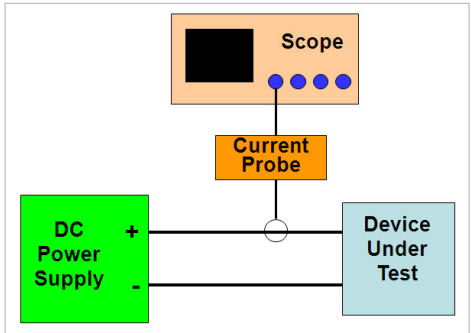 Scope
Current
Probe
DC
Power
Supply
+
-
Device
Under
Test